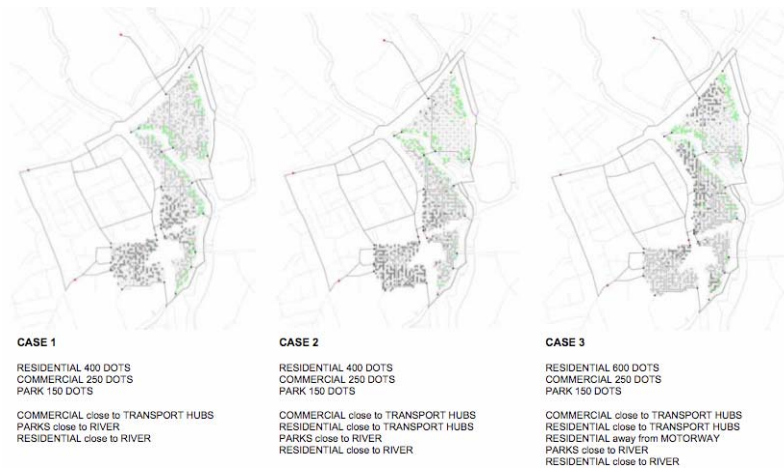 CASE 1
RESIDENTIAL 400 DOTS
COMMERCIAL 250 DOTS
PARK 150 DOTS
COMMERCIAL close to TRANSPORT HUBS
PARKS close to RIVER
RESIDENTIAL close to RIVER
CASE 2
RESIDENTIAL 400 DOTS
COMMERCIAL 250 DOTS
PARK 150 DOTS
COMMERCIAL close to TRANSPORT HUBS
RESIDENTIAL close to TRANSPORT HUBS
PARKS close to RIVER
RESIDENTIAL close to RIVER
CASE 3
RESIDENTIAL 600 DOTS
COMMERCIAL 250 DOTS
PARK 150 DOTS
COMMERCIAL close to TRANSPORT HUBS
RESIDENTIAL close to TRANSPORT HUBS
RESIDENTIAL away from MOTORWAY
PARKS close to RIVER
RESIDENTIAL close to RIVER